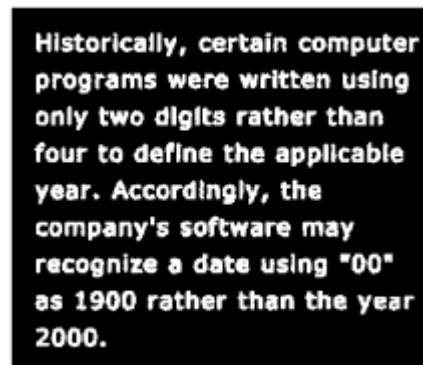 Historically, certain computer
programs were written using
only two digits rather than
four to define the applicable
year. Accordingly, the
company's software may
recognize a date using "00"
as 1900 rather than the year
2000.